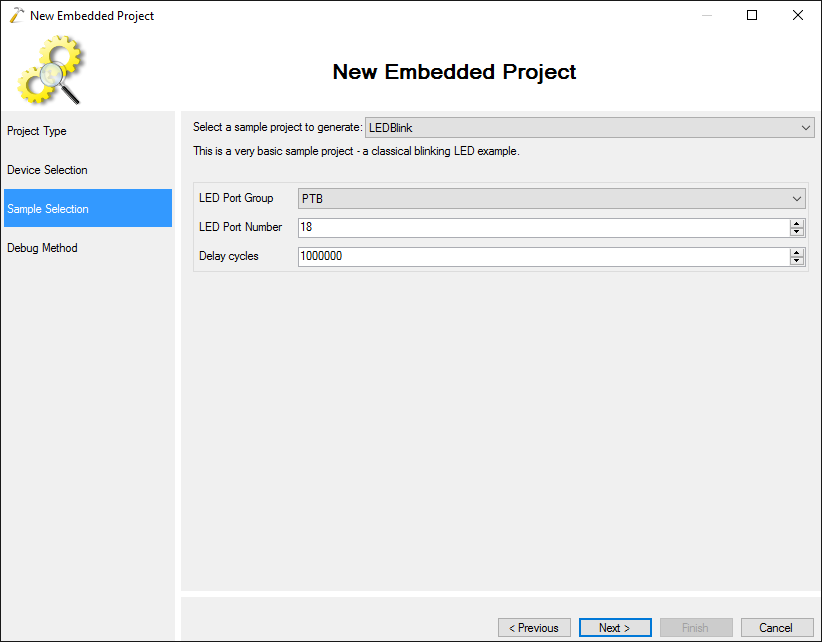 New Embedded Project
New Embedded Project
Project Type
Device Selection
Sample Selection
Debug Method
Select a sample project to generate: LEDBlink
This is a very basic sample project - a classical blinking LED example.
LED Port Group PTB
LED Port Number 18
Delay cycles 1000000
< Previous Next > Finish Cancel